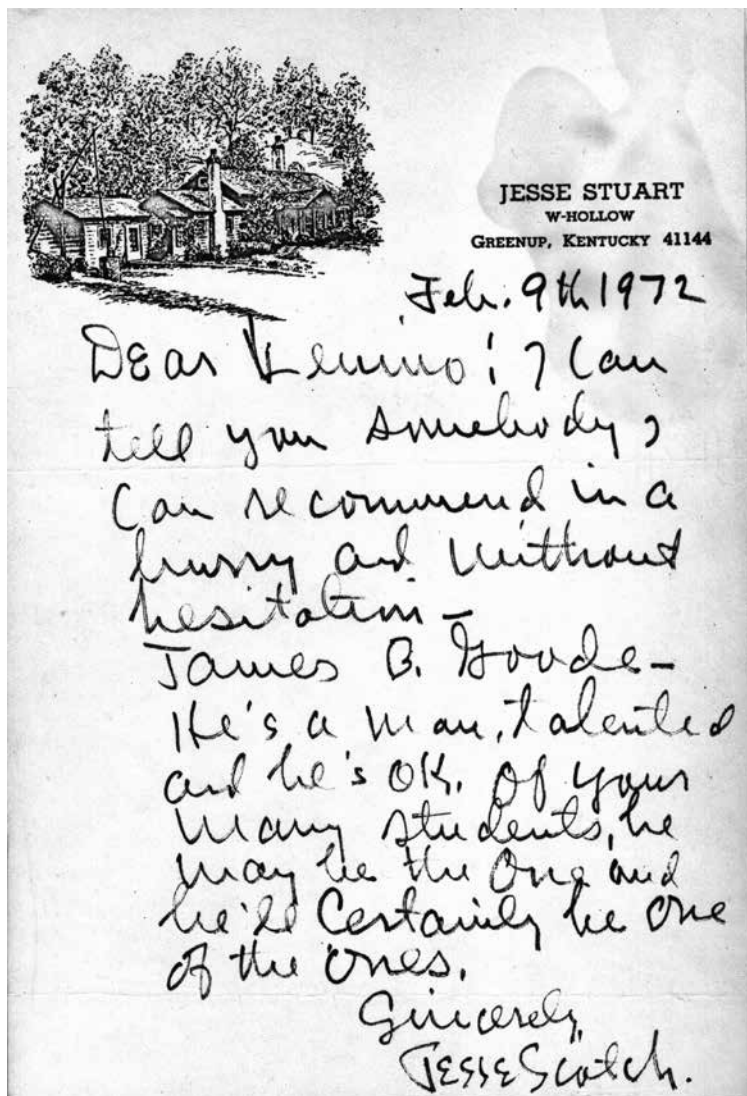 JESSE STUART
W-HOLLOW
GREENUP, KENTUCKY 41144
Feb. 9th 1972
Dear Lenino! I Can
tell you somebody I
Can recommend in a
hurry and without
hesitation—
James B. Goode—
He's a man, talented
and he's OK. Of your
many students, he
may be the One and
he'll Certainly be one
of the ones.
Sincerely
JESSE Scotch.